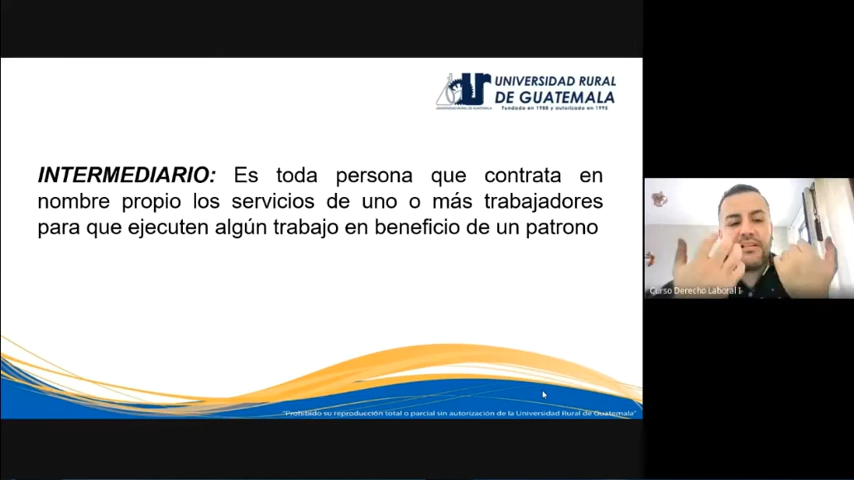 UNIVERSIDAD RURAL
DE GUATEMALA
Fundada en 1988 y autorizada en 1995
INTERMEDIARIO: Es toda persona que contrata en
nombre propio los servicios de uno o más trabajadores
para que ejecuten algún trabajo en beneficio de un patrono
Curso Derecho Laboral 1
"Prohibido su reproducción total o parcial sin autorización de la Universidad Rural de Guatemala"